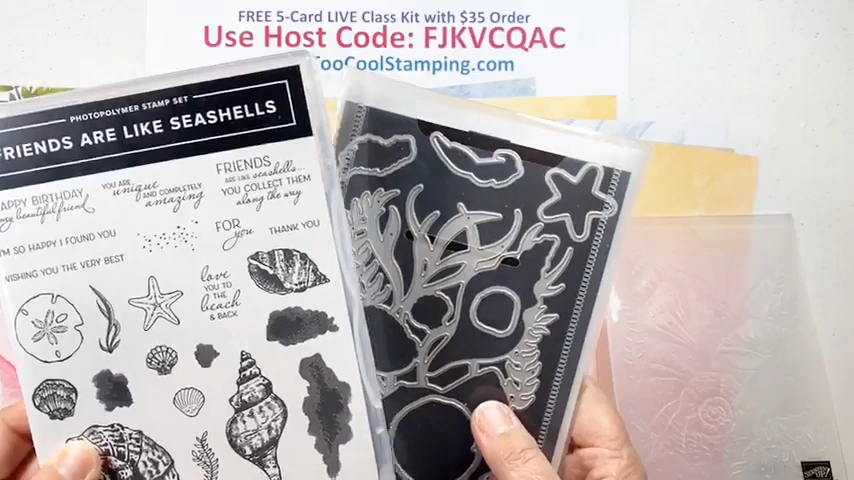 FREE 5-Card LIVE Class Kit with $35 Order
Use Host Code: FJKVCQAC
TooCoolStamping.com
PHOTOPOLYMER STAMP SET
FRIENDS ARE LIKE SEASHELLS
HAPPY BIRTHDAY
my beautiful friend
YOU ARE
unique
AND COMPLETELY
amazing
FRIENDS
ARE LIKE seashells...
YOU COLLECT THEM
along the way
I'M SO HAPPY I FOUND YOU
FOR
you
THANK YOU
WISHING YOU THE VERY BEST
love
YOU TO
THE
beach
& BACK
STAMPIN' UP!